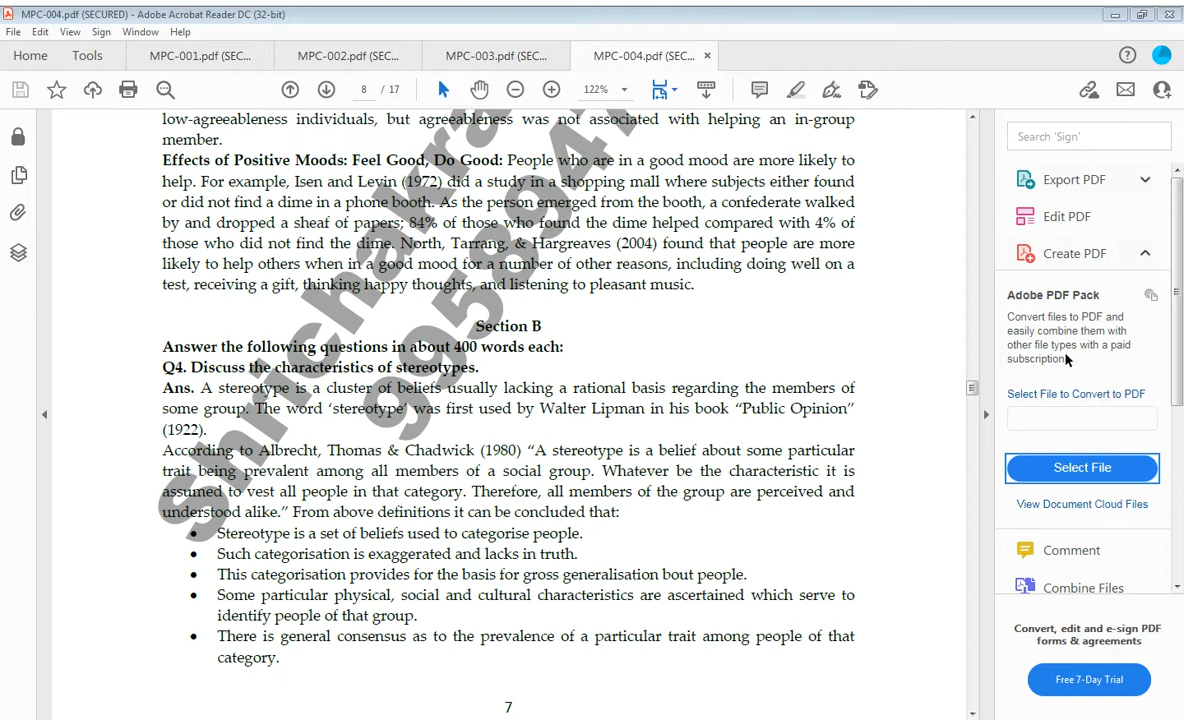 MPC-004.pdf (SECURED) - Adobe Acrobat Reader DC (32-bit)
File Edit View Sign Window Help
Home Tools MPC-001.pdf (SEC... MPC-002.pdf (SEC... MPC-003.pdf (SEC... MPC-004.pdf (SEC... ×
8 / 17 122%
low-agreeableness individuals, but agreeableness was not associated with helping an in-group
member.
Effects of Positive Moods: Feel Good, Do Good: People who are in a good mood are more likely to
help. For example, Isen and Levin (1972) did a study in a shopping mall where subjects either found
or did not find a dime in a phone booth. As the person emerged from the booth, a confederate walked
by and dropped a sheaf of papers; 84% of those who found the dime helped compared with 4% of
those who did not find the dime. North, Tarrang, & Hargreaves (2004) found that people are more
likely to help others when in a good mood for a number of other reasons, including doing well on a
test, receiving a gift, thinking happy thoughts, and listening to pleasant music.
Section B
Answer the following questions in about 400 words each:
Q4. Discuss the characteristics of stereotypes.
Ans. A stereotype is a cluster of beliefs usually lacking a rational basis regarding the members of
some group. The word ‘stereotype’ was first used by Walter Lipman in his book “Public Opinion”
(1922).
According to Albrecht, Thomas & Chadwick (1980) “A stereotype is a belief about some particular
trait being prevalent among all members of a social group. Whatever be the characteristic it is
assumed to vest all people in that category. Therefore, all members of the group are perceived and
understood alike.” From above definitions it can be concluded that:
• Stereotype is a set of beliefs used to categorise people.
• Such categorisation is exaggerated and lacks in truth.
• This categorisation provides for the basis for gross generalisation bout people.
• Some particular physical, social and cultural characteristics are ascertained which serve to
identify people of that group.
• There is general consensus as to the prevalence of a particular trait among people of that
category.
7
Search 'Sign'
Export PDF
Edit PDF
Create PDF
Adobe PDF Pack
Convert files to PDF and
easily combine them with
other file types with a paid
subscription.
Select File to Convert to PDF
Select File
View Document Cloud Files
Comment
Combine Files
Convert, edit and e-sign PDF
forms & agreements
Free 7-Day Trial